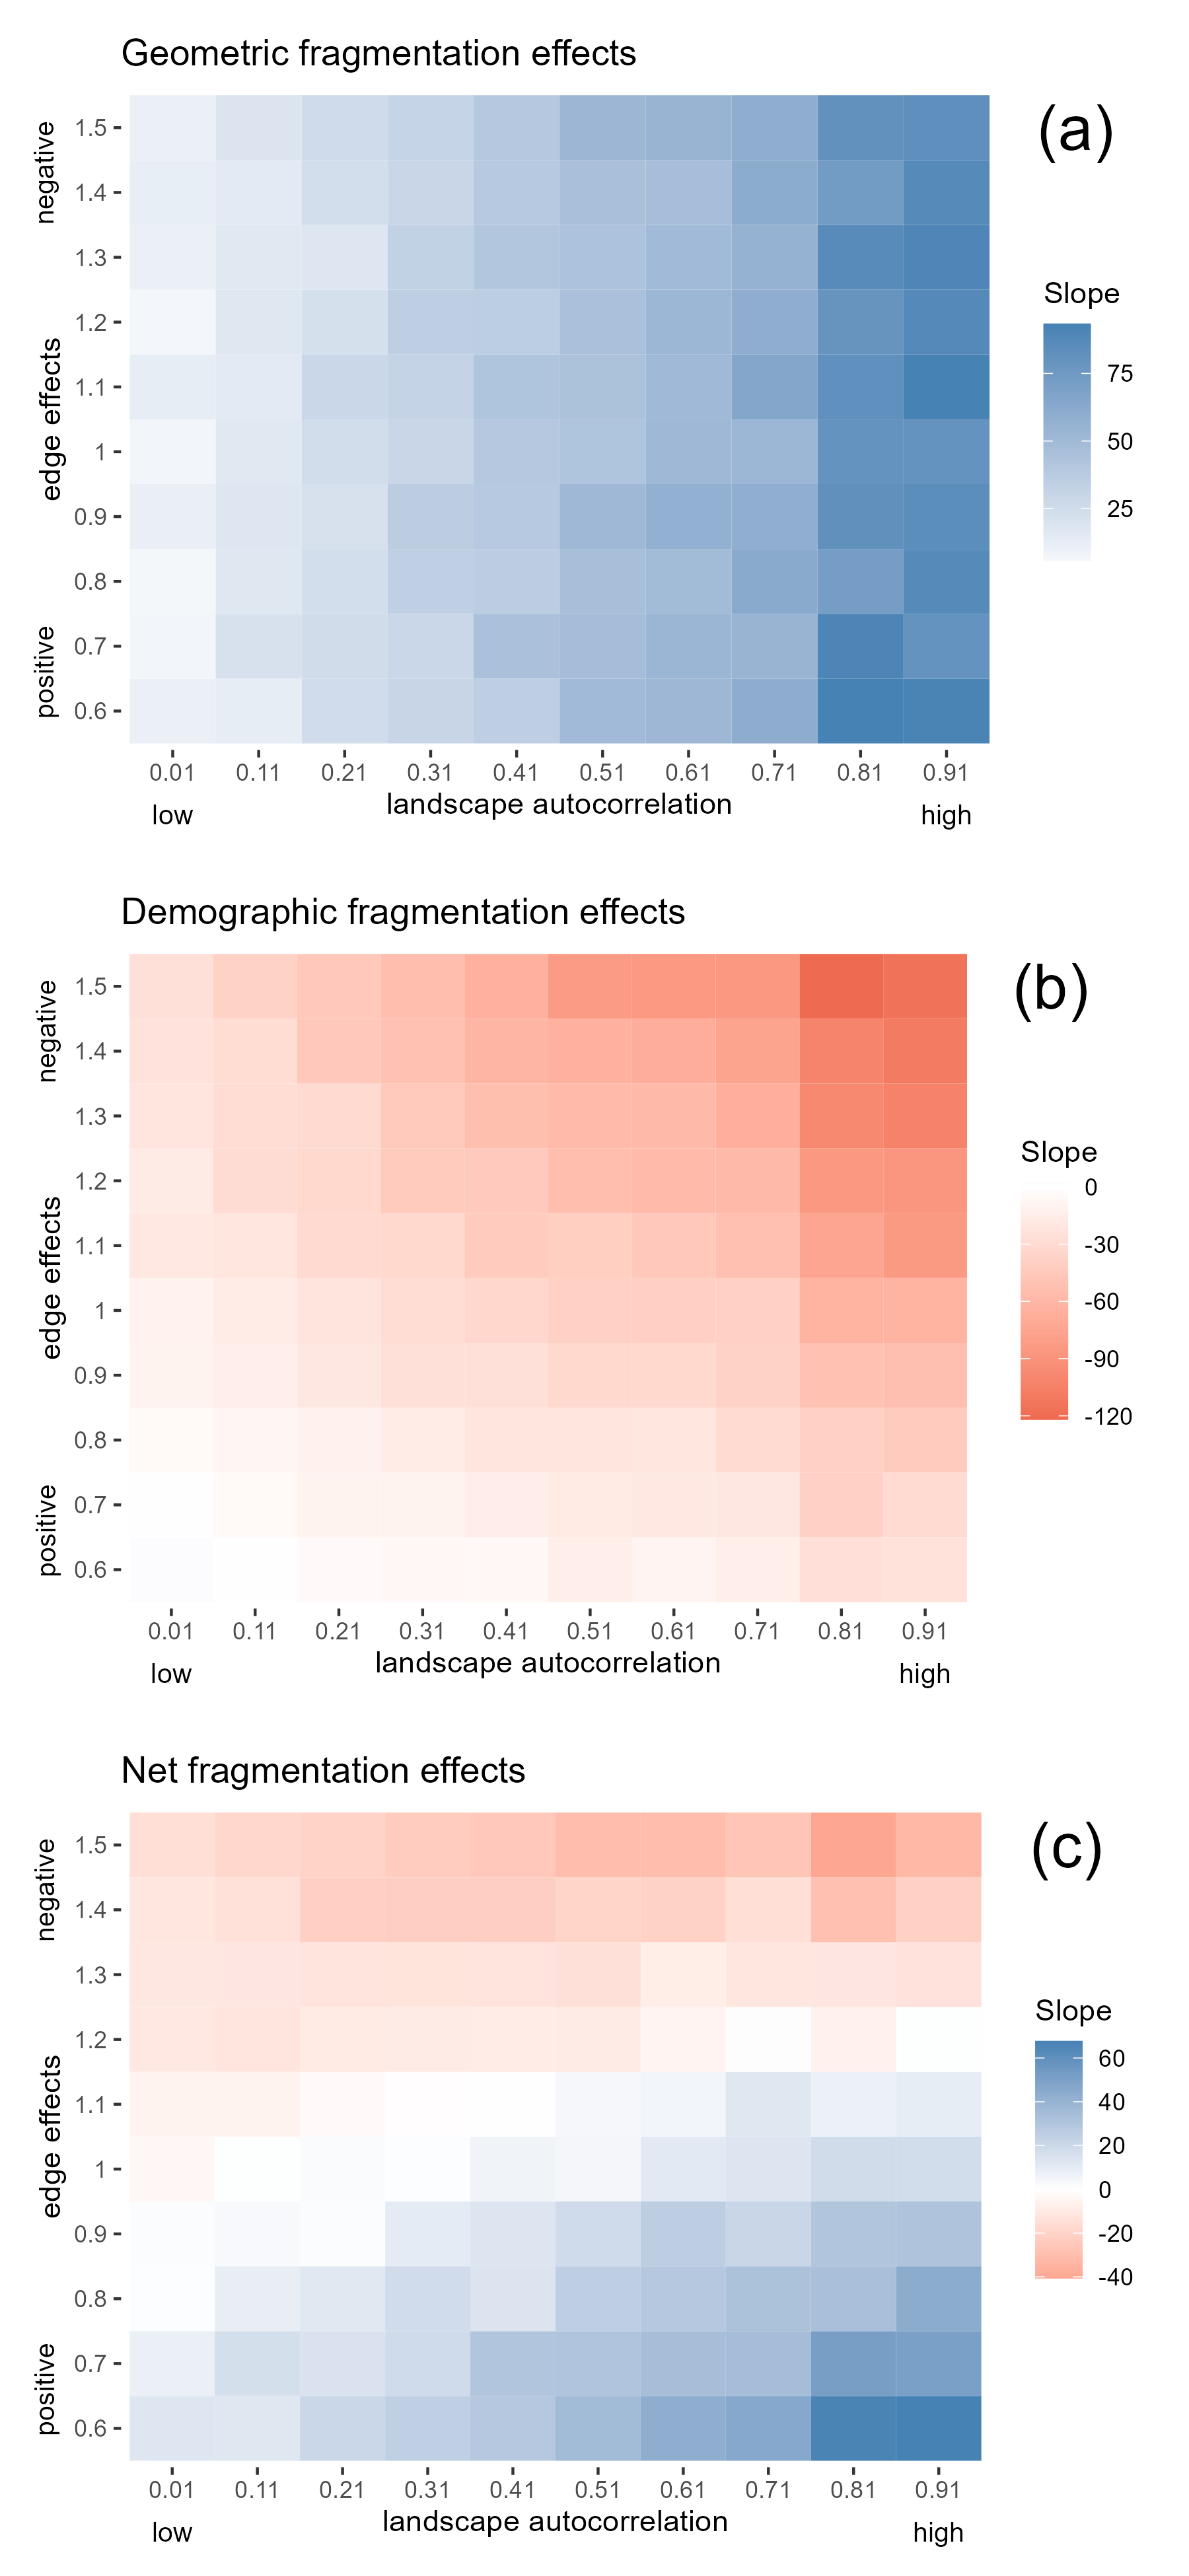 Geometric fragmentation effects
(a)
negative
edge effects
positive
1.5
1.4
1.3
1.2
1.1
1
0.9
0.8
0.7
0.6
0.01 0.11 0.21 0.31 0.41 0.51 0.61 0.71 0.81 0.91
low landscape autocorrelation high
Slope
75
50
25
Demographic fragmentation effects
(b)
negative
edge effects
positive
1.5
1.4
1.3
1.2
1.1
1
0.9
0.8
0.7
0.6
0.01 0.11 0.21 0.31 0.41 0.51 0.61 0.71 0.81 0.91
low landscape autocorrelation high
Slope
0
-30
-60
-90
-120
Net fragmentation effects
(c)
negative
edge effects
positive
1.5
1.4
1.3
1.2
1.1
1
0.9
0.8
0.7
0.6
0.01 0.11 0.21 0.31 0.41 0.51 0.61 0.71 0.81 0.91
low landscape autocorrelation high
Slope
60
40
20
0
-20
-40